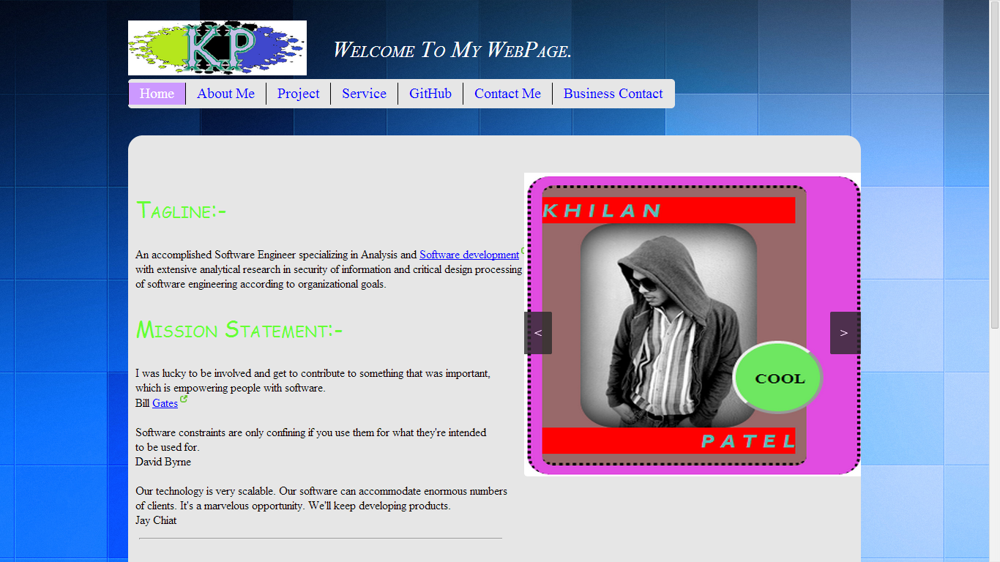 KP
Welcome To My WebPage.
Home
About Me
Project
Service
GitHub
Contact Me
Business Contact
Tagline:-
An accomplished Software Engineer specializing in Analysis and Software development
with extensive analytical research in security of information and critical design processing
of software engineering according to organizational goals.
Mission Statement:-
I was lucky to be involved and get to contribute to something that was important,
which is empowering people with software.
Bill Gates
Software constraints are only confining if you use them for what they're intended
to be used for.
David Byrne
Our technology is very scalable. Our software can accommodate enormous numbers
of clients. It's a marvelous opportunity. We'll keep developing products.
Jay Chiat
KHILAN
<
>
COOL
PATEL